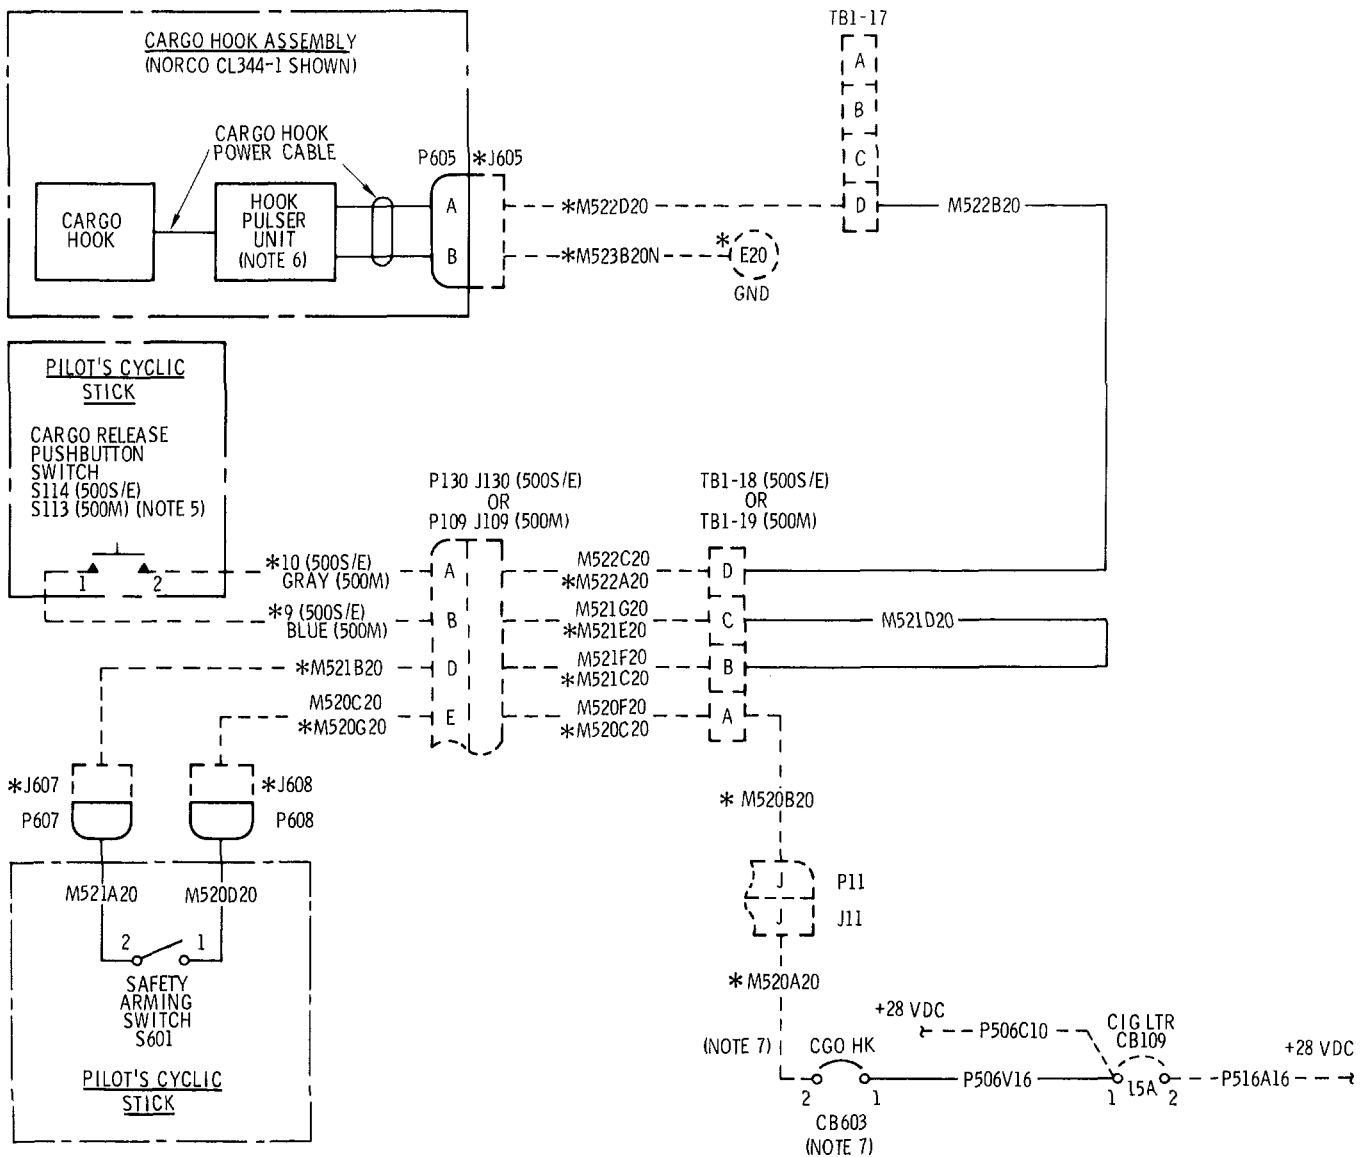 CARGO HOOK ASSEMBLY
(NORCO CL344-1 SHOWN)
TB1-17
A
B
C
D
CARGO HOOK
POWER CABLE
P605 *J605
CARGO
HOOK
HOOK
PULSER
UNIT
(NOTE 6)
A
B
*M522D20
M522B20
*M523B20N
*
E20
GND
PILOT'S CYCLIC
STICK
CARGO RELEASE
PUSHBUTTON
SWITCH
S114 (500S/E)
S113 (500M) (NOTE 5)
1 2
P130 J130 (500S/E)
OR
P109 J109 (500M)
TB1-18 (500S/E)
OR
TB1-19 (500M)
*10 (500S/E)
GRAY (500M)
A
M522C20
*M522A20
D
*9 (500S/E)
BLUE (500M)
B
M521G20
*M521E20
C
M521D20
*M521B20
D
M521F20
*M521C20
B
M520C20
*M520G20
E
M520F20
*M520C20
A
*J607
P607
*J608
P608
* M520B20
J P11
J J11
M521A20
M520D20
2 1
SAFETY
ARMING
SWITCH
S601
PILOT'S CYCLIC
STICK
* M520A20
(NOTE 7)
CGO HK
2 1
CB603
(NOTE 7)
+28 VDC
P506C10
P506V16
CIG LTR
CB109
1 15A 2
+28 VDC
P516A16